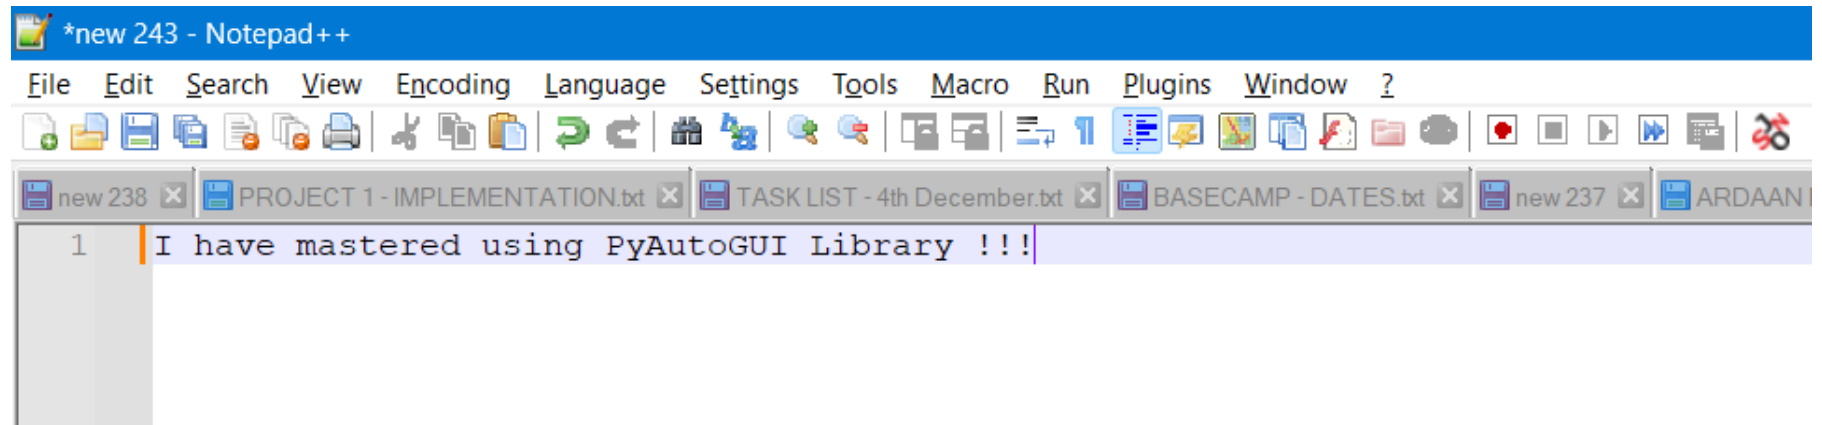 *new 243 - Notepad++
File Edit Search View Encoding Language Settings Tools Macro Run Plugins Window ?
new 238 PROJECT 1 - IMPLEMENTATION.txt TASK LIST - 4th December.txt BASECAMP - DATES.txt new 237 ARDAAN
1 I have mastered using PyAutoGUI Library !!!